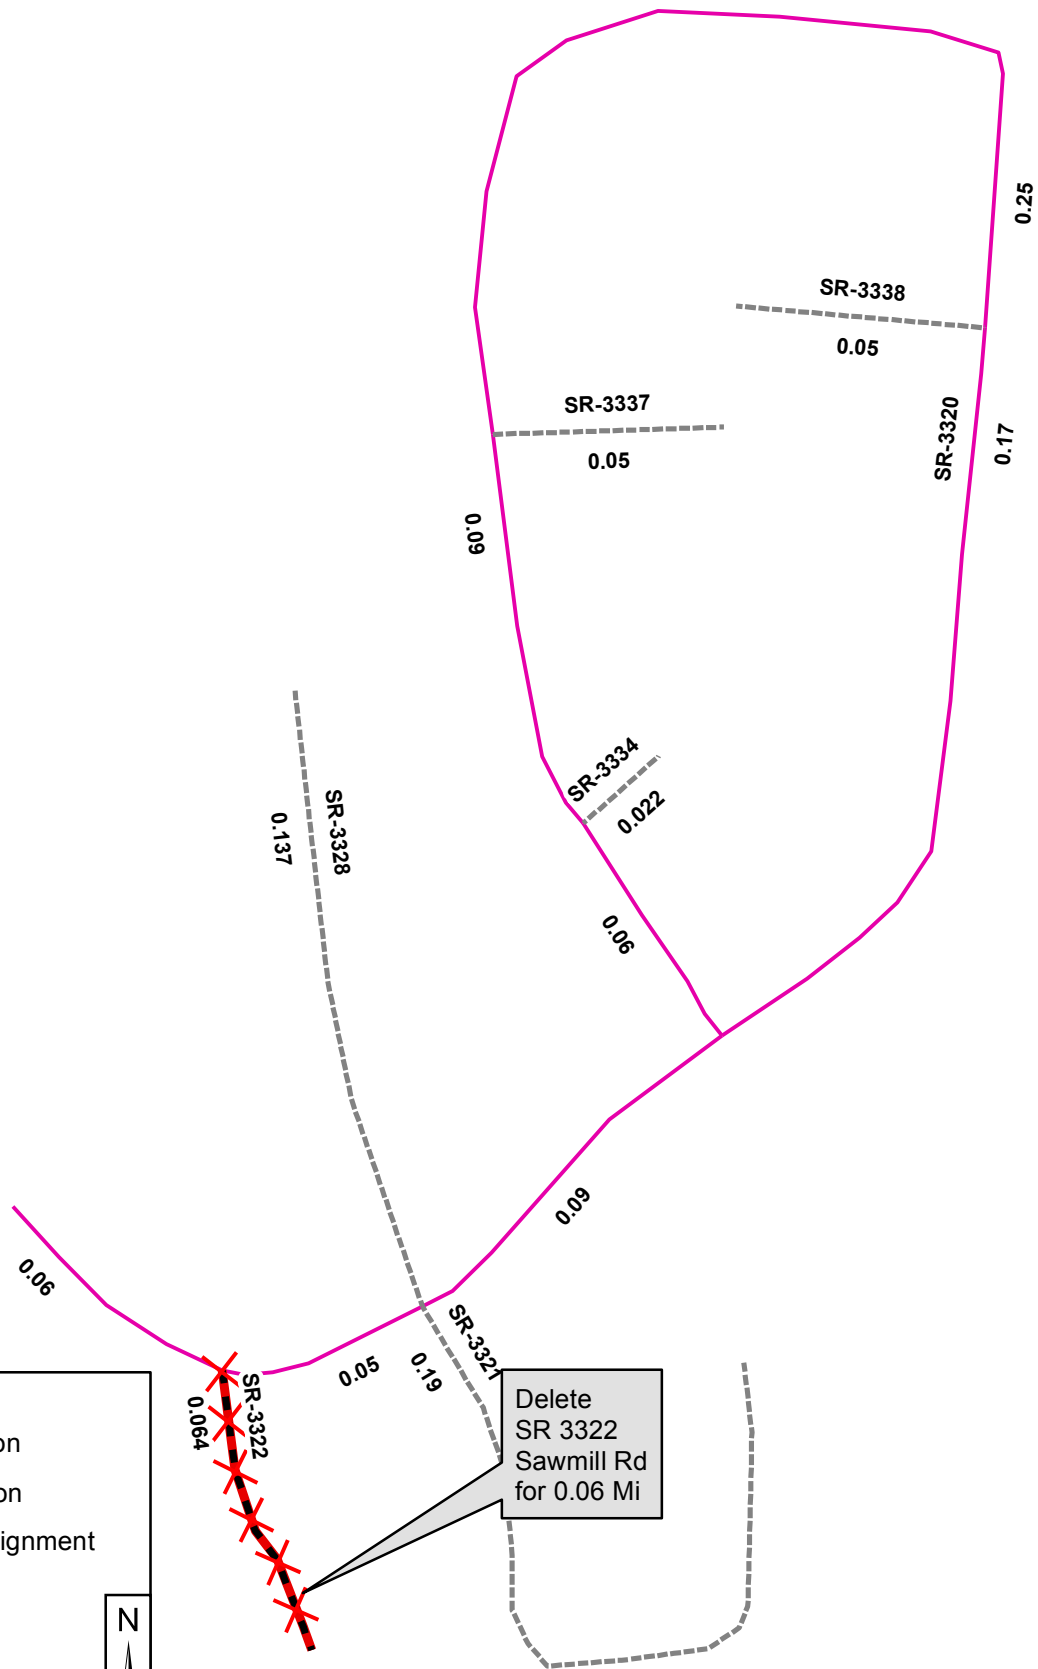 0.25
SR-3338
0.05
SR-3337
0.05
SR-3320
0.17
0.09
SR-3334
0.022
SR-3328
0.137
0.06
0.09
0.06
SR-3321
0.05
0.19
SR-3322
0.064
Delete
SR 3322
Sawmill Rd
for 0.06 Mi
on
on
ignment
N